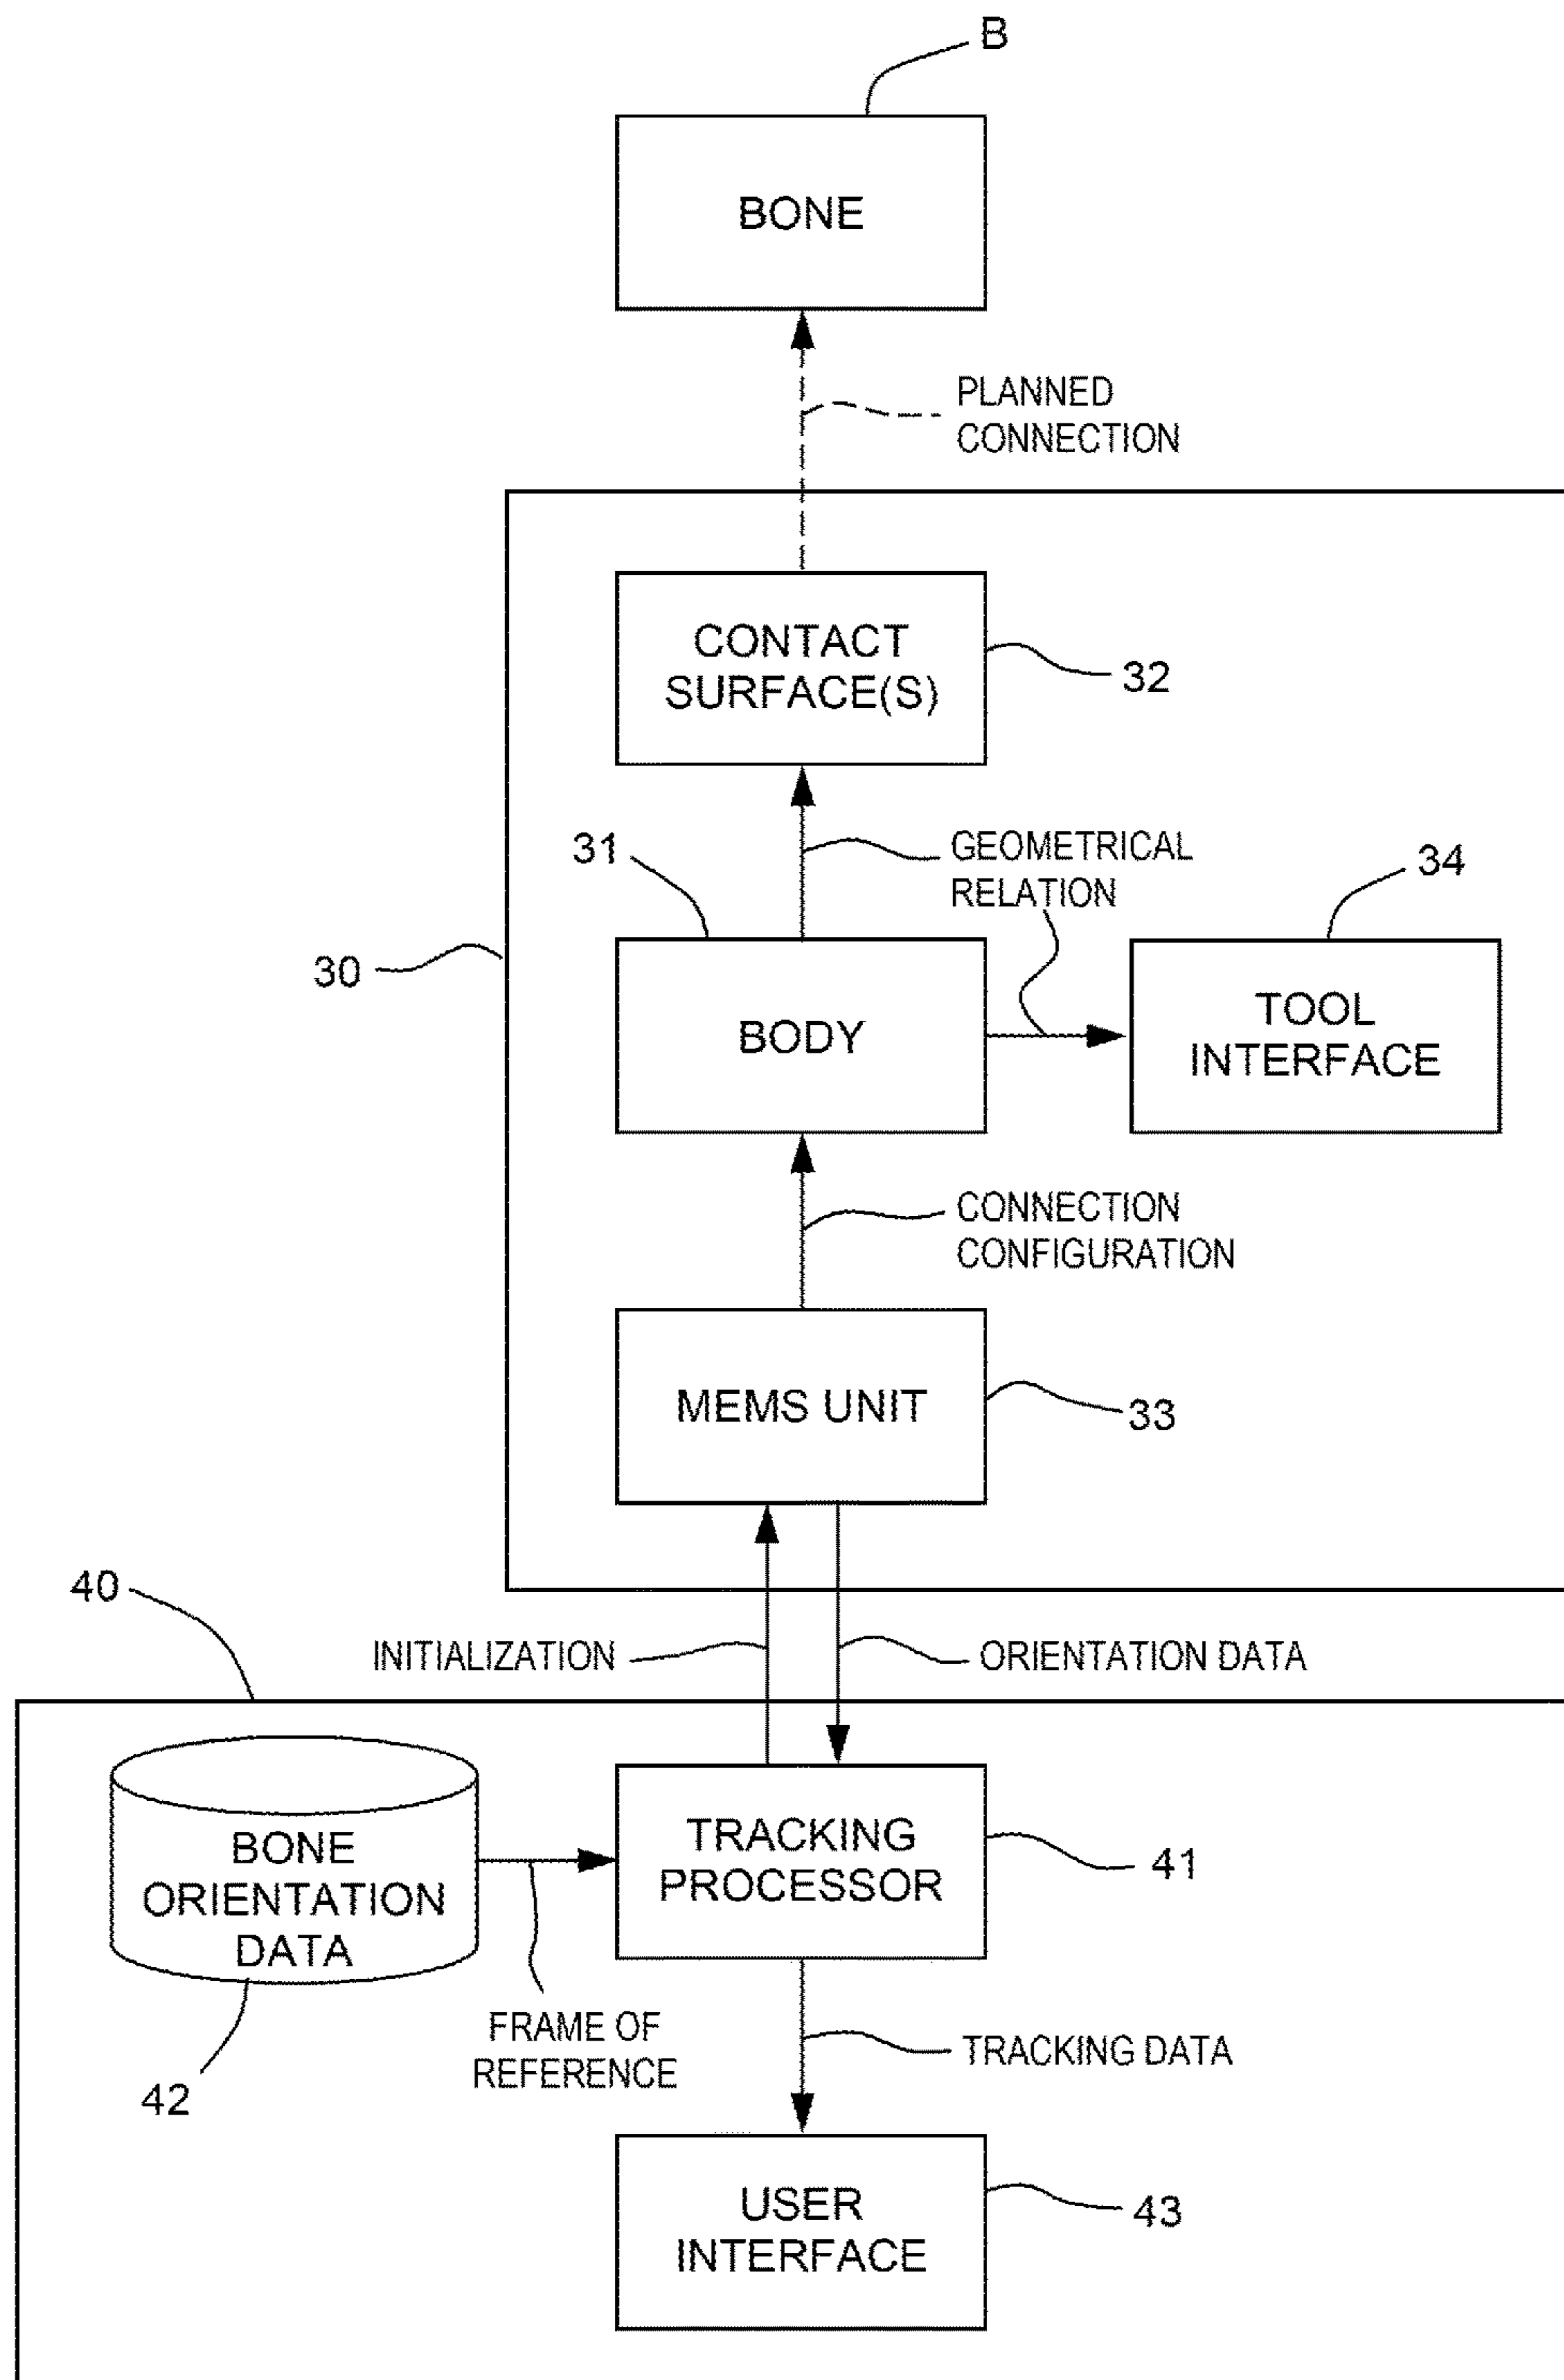 B
BONE
PLANNED
CONNECTION
CONTACT
SURFACE(S)
32
31
GEOMETRICAL
RELATION
34
30
BODY
TOOL
INTERFACE
CONNECTION
CONFIGURATION
MEMS UNIT
33
40
INITIALIZATION
ORIENTATION DATA
BONE
ORIENTATION
DATA
TRACKING
PROCESSOR
41
42
FRAME OF
REFERENCE
TRACKING DATA
USER
INTERFACE
43